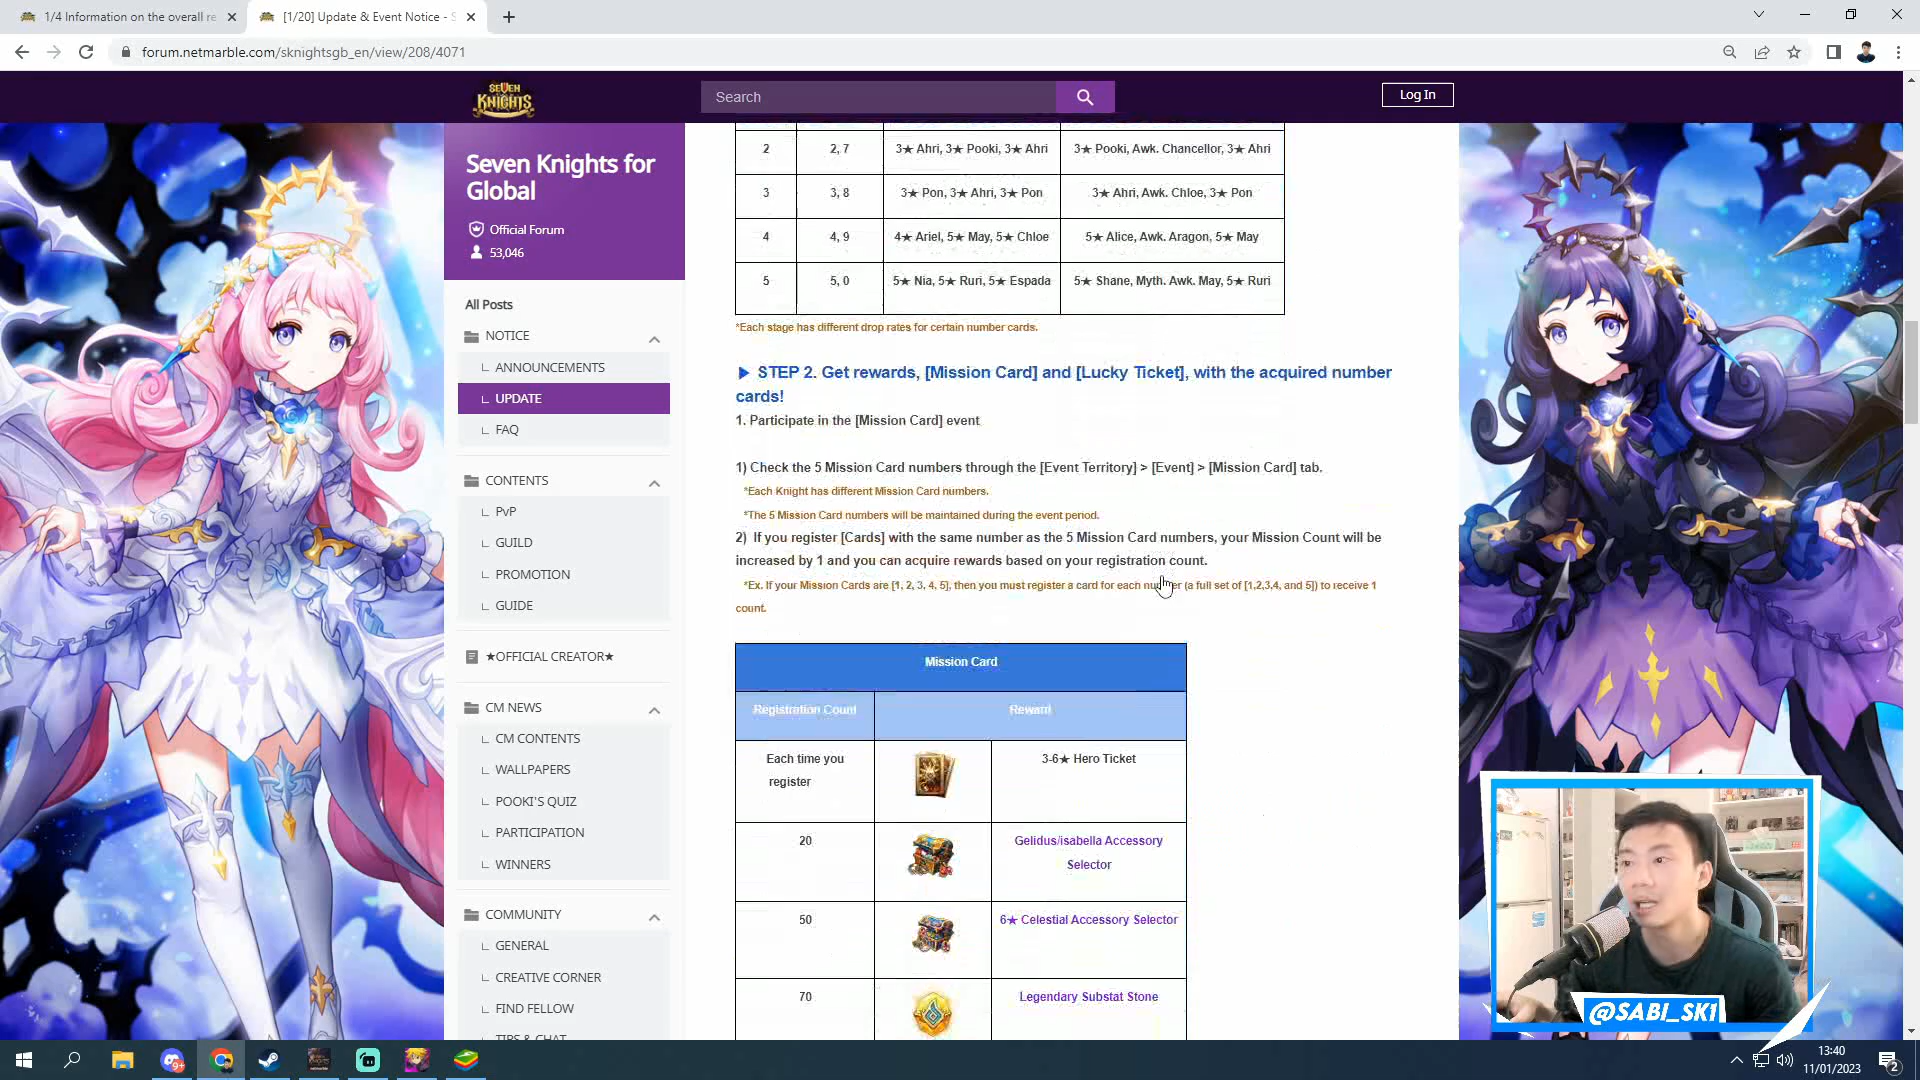 1/4 Information on the overall re
[1/20] Update & Event Notice - S
forum.netmarble.com/sknightsgb_en/view/208/4071
SEVEN
KNIGHTS
Search
Log In
Seven Knights for
Global
Official Forum
53,046
All Posts
NOTICE
ANNOUNCEMENTS
UPDATE
FAQ
CONTENTS
PvP
GUILD
PROMOTION
GUIDE
★OFFICIAL CREATOR★
CM NEWS
CM CONTENTS
WALLPAPERS
POOKI'S QUIZ
PARTICIPATION
WINNERS
COMMUNITY
GENERAL
CREATIVE CORNER
FIND FELLOW
TIPS & CHAT
2 2, 7 3★ Ahri, 3★ Pooki, 3★ Ahri 3★ Pooki, Awk. Chancellor, 3★ Ahri
3 3, 8 3★ Pon, 3★ Ahri, 3★ Pon 3★ Ahri, Awk. Chloe, 3★ Pon
4 4, 9 4★ Ariel, 5★ May, 5★ Chloe 5★ Alice, Awk. Aragon, 5★ May
5 5, 0 5★ Nia, 5★ Ruri, 5★ Espada 5★ Shane, Myth. Awk. May, 5★ Ruri
*Each stage has different drop rates for certain number cards.
▶ STEP 2. Get rewards, [Mission Card] and [Lucky Ticket], with the acquired number
cards!
1. Participate in the [Mission Card] event
1) Check the 5 Mission Card numbers through the [Event Territory] > [Event] > [Mission Card] tab.
*Each Knight has different Mission Card numbers.
*The 5 Mission Card numbers will be maintained during the event period.
2) If you register [Cards] with the same number as the 5 Mission Card numbers, your Mission Count will be
increased by 1 and you can acquire rewards based on your registration count.
*Ex. If your Mission Cards are [1, 2, 3, 4, 5], then you must register a card for each number (a full set of [1,2,3,4, and 5]) to receive 1
count.
Mission Card
Registration Count Reward
Each time you
register
3-6★ Hero Ticket
20
Gelidus/isabella Accessory
Selector
50 6★ Celestial Accessory Selector
70 Legendary Substat Stone
@SABI_SK1
13:40
11/01/2023
2